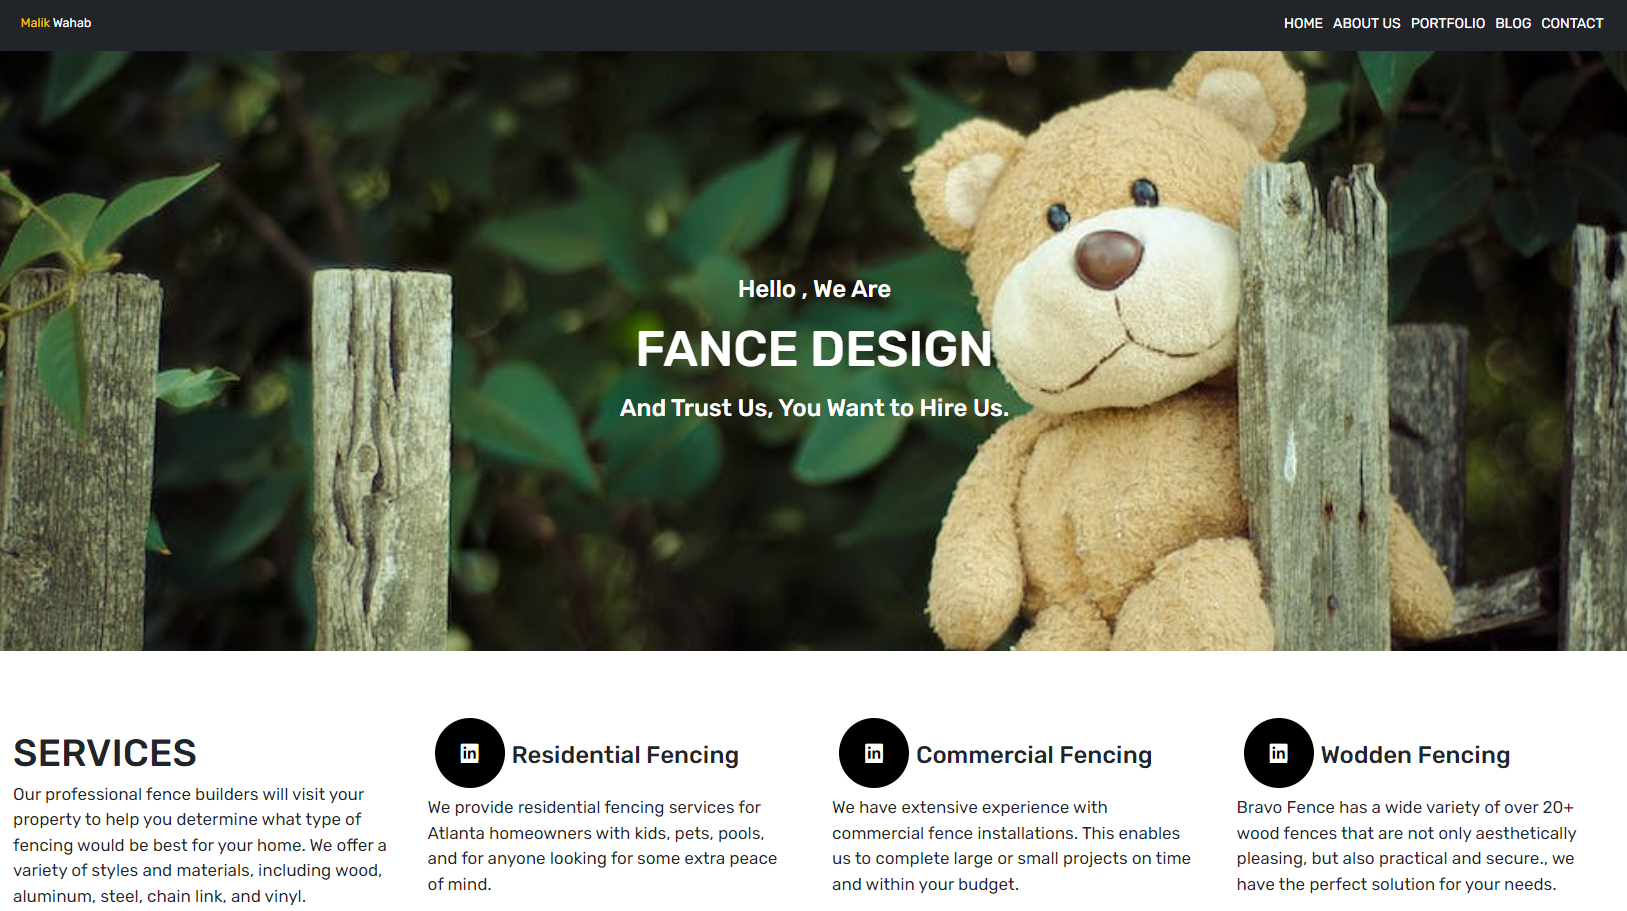 Malik Wahab
HOME ABOUT US PORTFOLIO BLOG CONTACT
Hello , We Are
FANCE DESIGN
And Trust Us, You Want to Hire Us.
SERVICES
Our professional fence builders will visit your
property to help you determine what type of
fencing would be best for your home. We offer a
variety of styles and materials, including wood,
aluminum, steel, chain link, and vinyl.
in Residential Fencing
We provide residential fencing services for
Atlanta homeowners with kids, pets, pools,
and for anyone looking for some extra peace
of mind.
in Commercial Fencing
We have extensive experience with
commercial fence installations. This enables
us to complete large or small projects on time
and within your budget.
in Wodden Fencing
Bravo Fence has a wide variety of over 20+
wood fences that are not only aesthetically
pleasing, but also practical and secure., we
have the perfect solution for your needs.